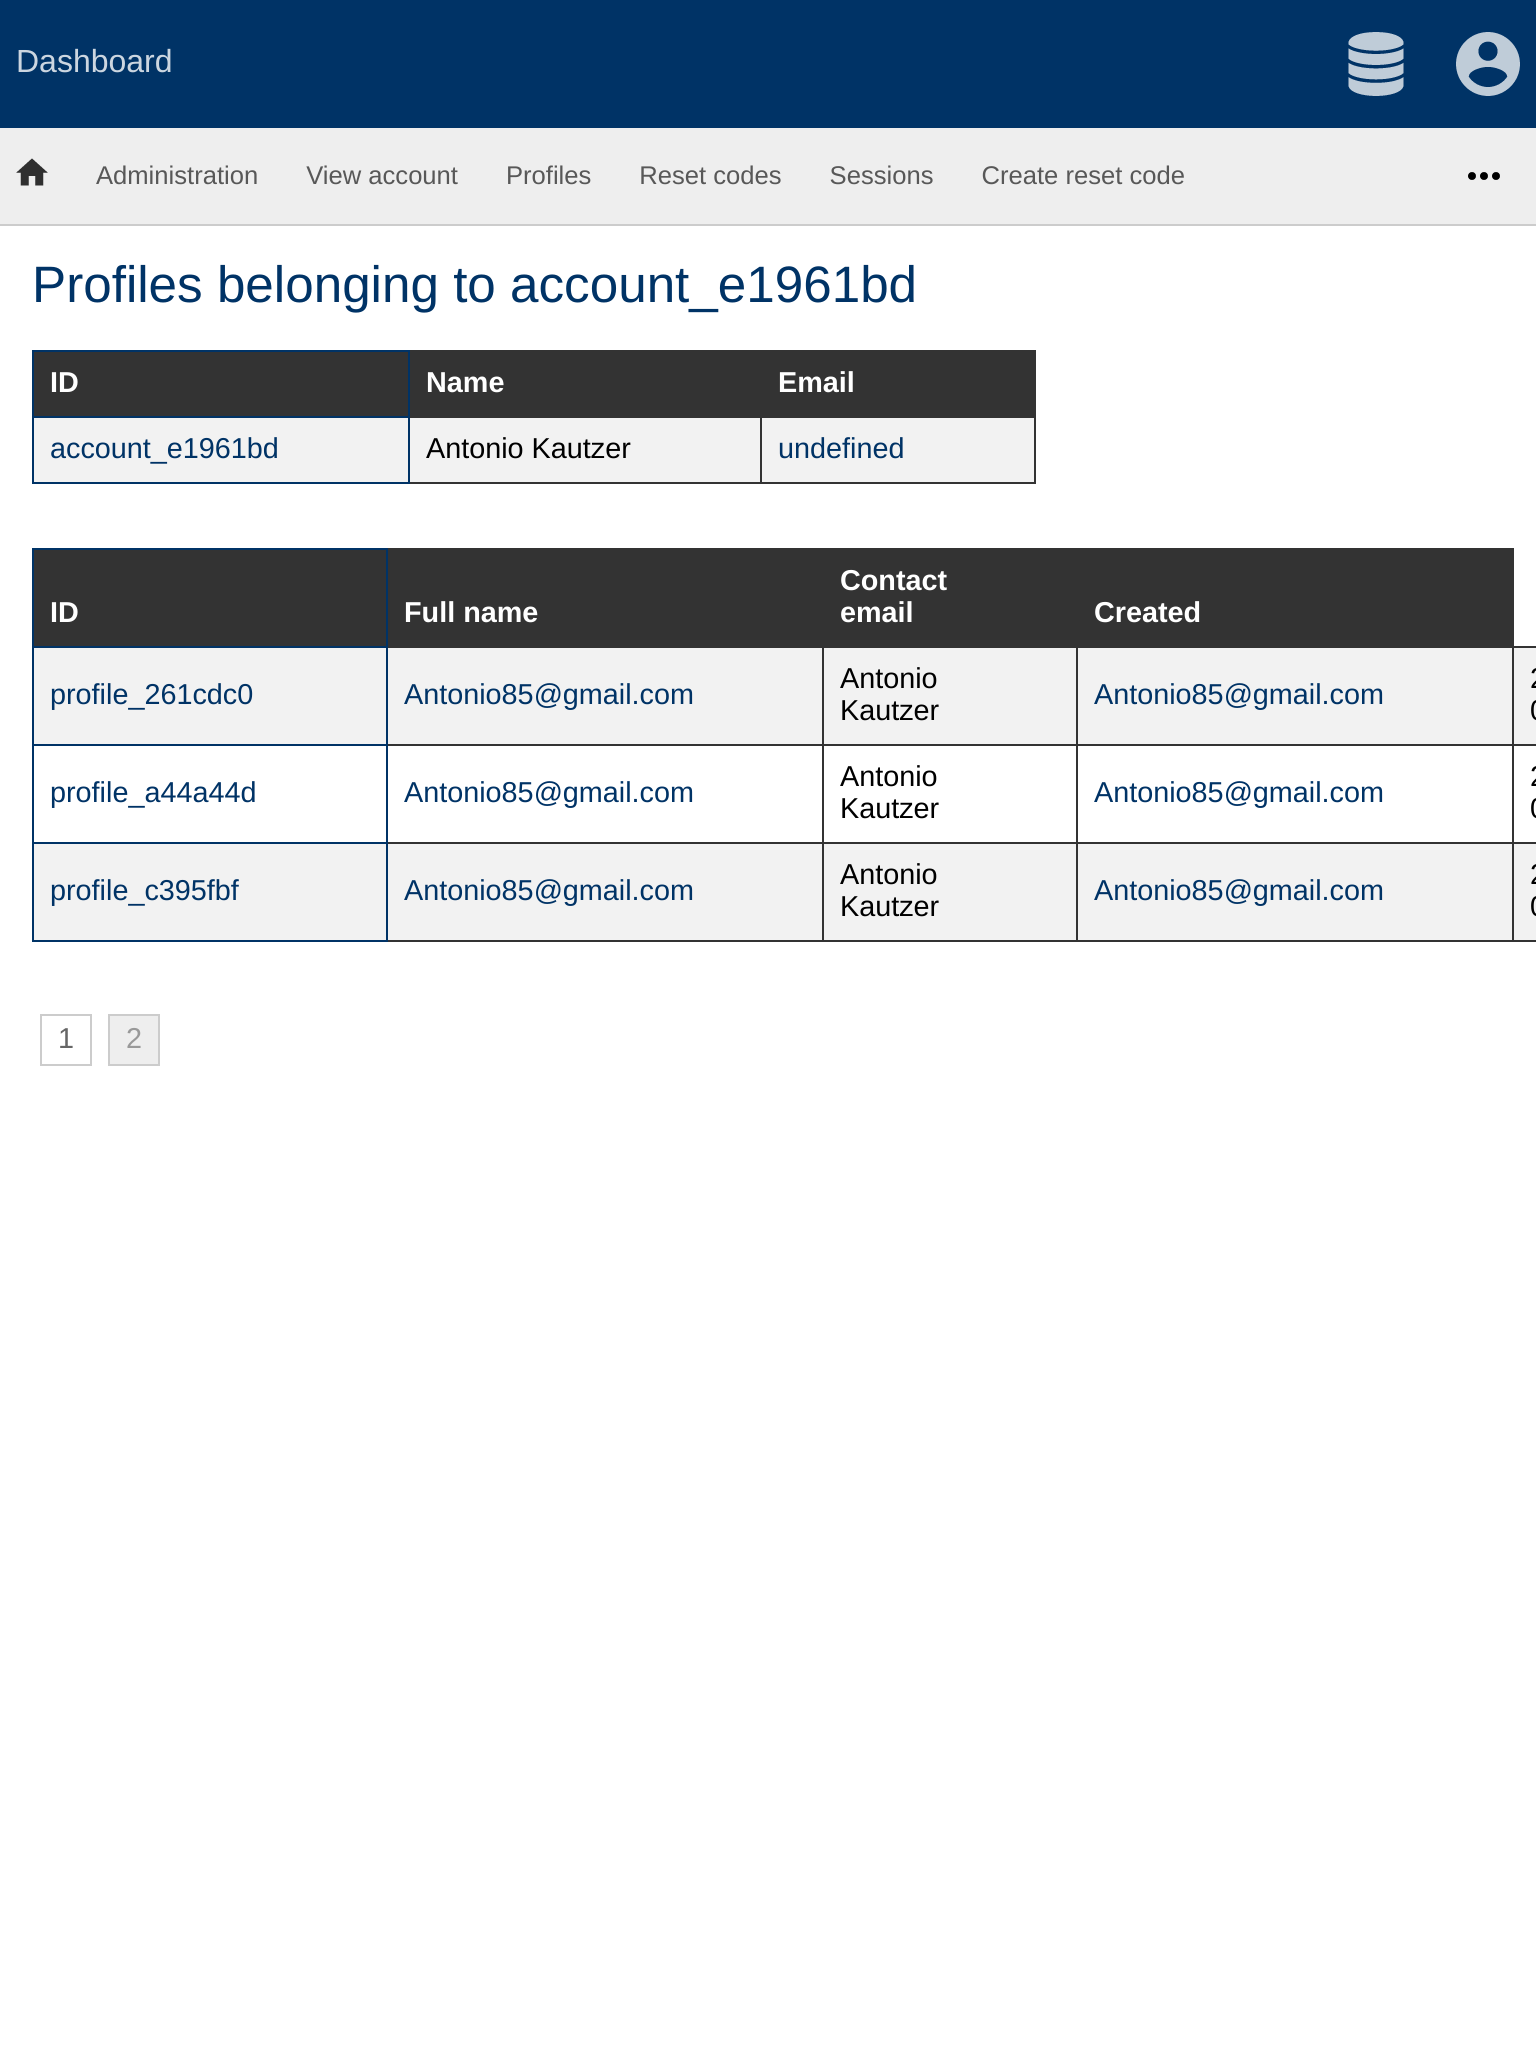 Dashboard
Administration View account Profiles Reset codes Sessions Create reset code
Profiles belonging to account_e1961bd
ID Name Email
account_e1961bd Antonio Kautzer undefined
ID Full name Contact email Created
profile_261cdc0 Antonio85@gmail.com Antonio Kautzer Antonio85@gmail.com
profile_a44a44d Antonio85@gmail.com Antonio Kautzer Antonio85@gmail.com
profile_c395fbf Antonio85@gmail.com Antonio Kautzer Antonio85@gmail.com
1 2